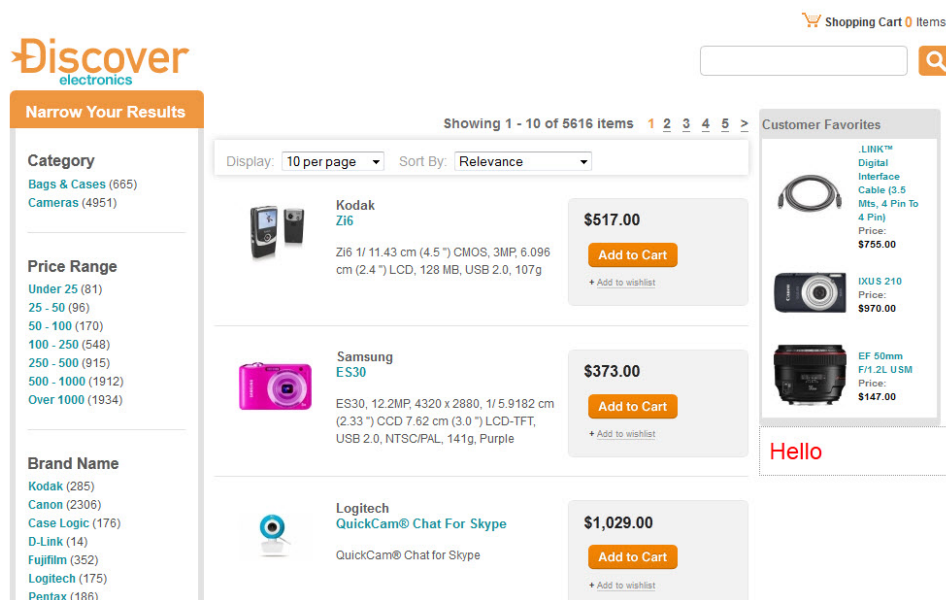 Shopping Cart 0 Items
Discover
electronics
Narrow Your Results
Category
Bags & Cases (665)
Cameras (4951)
Price Range
Under 25 (81)
25 - 50 (96)
50 - 100 (170)
100 - 250 (548)
250 - 500 (915)
500 - 1000 (1912)
Over 1000 (1934)
Brand Name
Kodak (285)
Canon (2306)
Case Logic (176)
D-Link (14)
Fujifilm (352)
Logitech (175)
Pentax (186)
Showing 1 - 10 of 5616 items 1 2 3 4 5 >
Display: 10 per page Sort By: Relevance
Kodak
Zi6
Zi6 1/ 11.43 cm (4.5 ") CMOS, 3MP, 6.096
cm (2.4 ") LCD, 128 MB, USB 2.0, 107g
$517.00
Add to Cart
+ Add to wishlist
Samsung
ES30
ES30, 12.2MP, 4320 x 2880, 1/ 5.9182 cm
(2.33 ") CCD 7.62 cm (3.0 ") LCD-TFT,
USB 2.0, NTSC/PAL, 141g, Purple
$373.00
Add to Cart
+ Add to wishlist
Logitech
QuickCam® Chat For Skype
QuickCam® Chat for Skype
$1,029.00
Add to Cart
+ Add to wishlist
Customer Favorites
.LINK™
Digital
Interface
Cable (3.5
Mts, 4 Pin To
4 Pin)
Price:
$755.00
IXUS 210
Price:
$970.00
EF 50mm
F/1.2L USM
Price:
$147.00
Hello